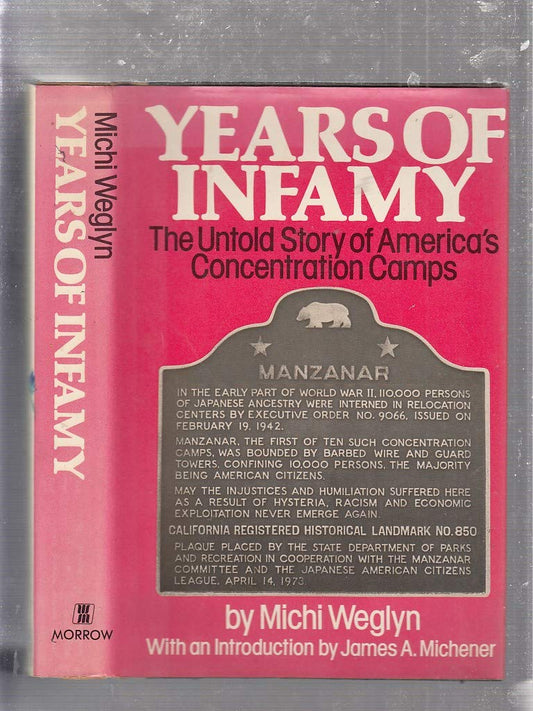 Michi Weglyn
YEARS OF INFAMY
MORROW
YEARS OF
INFAMY
The Untold Story of America's
Concentration Camps
MANZANAR
IN THE EARLY PART OF WORLD WAR II, 110,000 PERSONS
OF JAPANESE ANCESTRY WERE INTERNED IN RELOCATION
CENTERS BY EXECUTIVE ORDER NO. 9066, ISSUED ON
FEBRUARY 19, 1942.
MANZANAR, THE FIRST OF TEN SUCH CONCENTRATION
CAMPS, WAS BOUNDED BY BARBED WIRE AND GUARD
TOWERS, CONFINING 10,000 PERSONS, THE MAJORITY
BEING AMERICAN CITIZENS.
MAY THE INJUSTICES AND HUMILIATION SUFFERED HERE
AS A RESULT OF HYSTERIA, RACISM AND ECONOMIC
EXPLOITATION NEVER EMERGE AGAIN.
CALIFORNIA REGISTERED HISTORICAL LANDMARK NO. 850
PLAQUE PLACED BY THE STATE DEPARTMENT OF PARKS
AND RECREATION IN COOPERATION WITH THE MANZANAR
COMMITTEE AND THE JAPANESE AMERICAN CITIZENS
LEAGUE, APRIL 14, 1973.
by Michi Weglyn
With an Introduction by James A. Michener